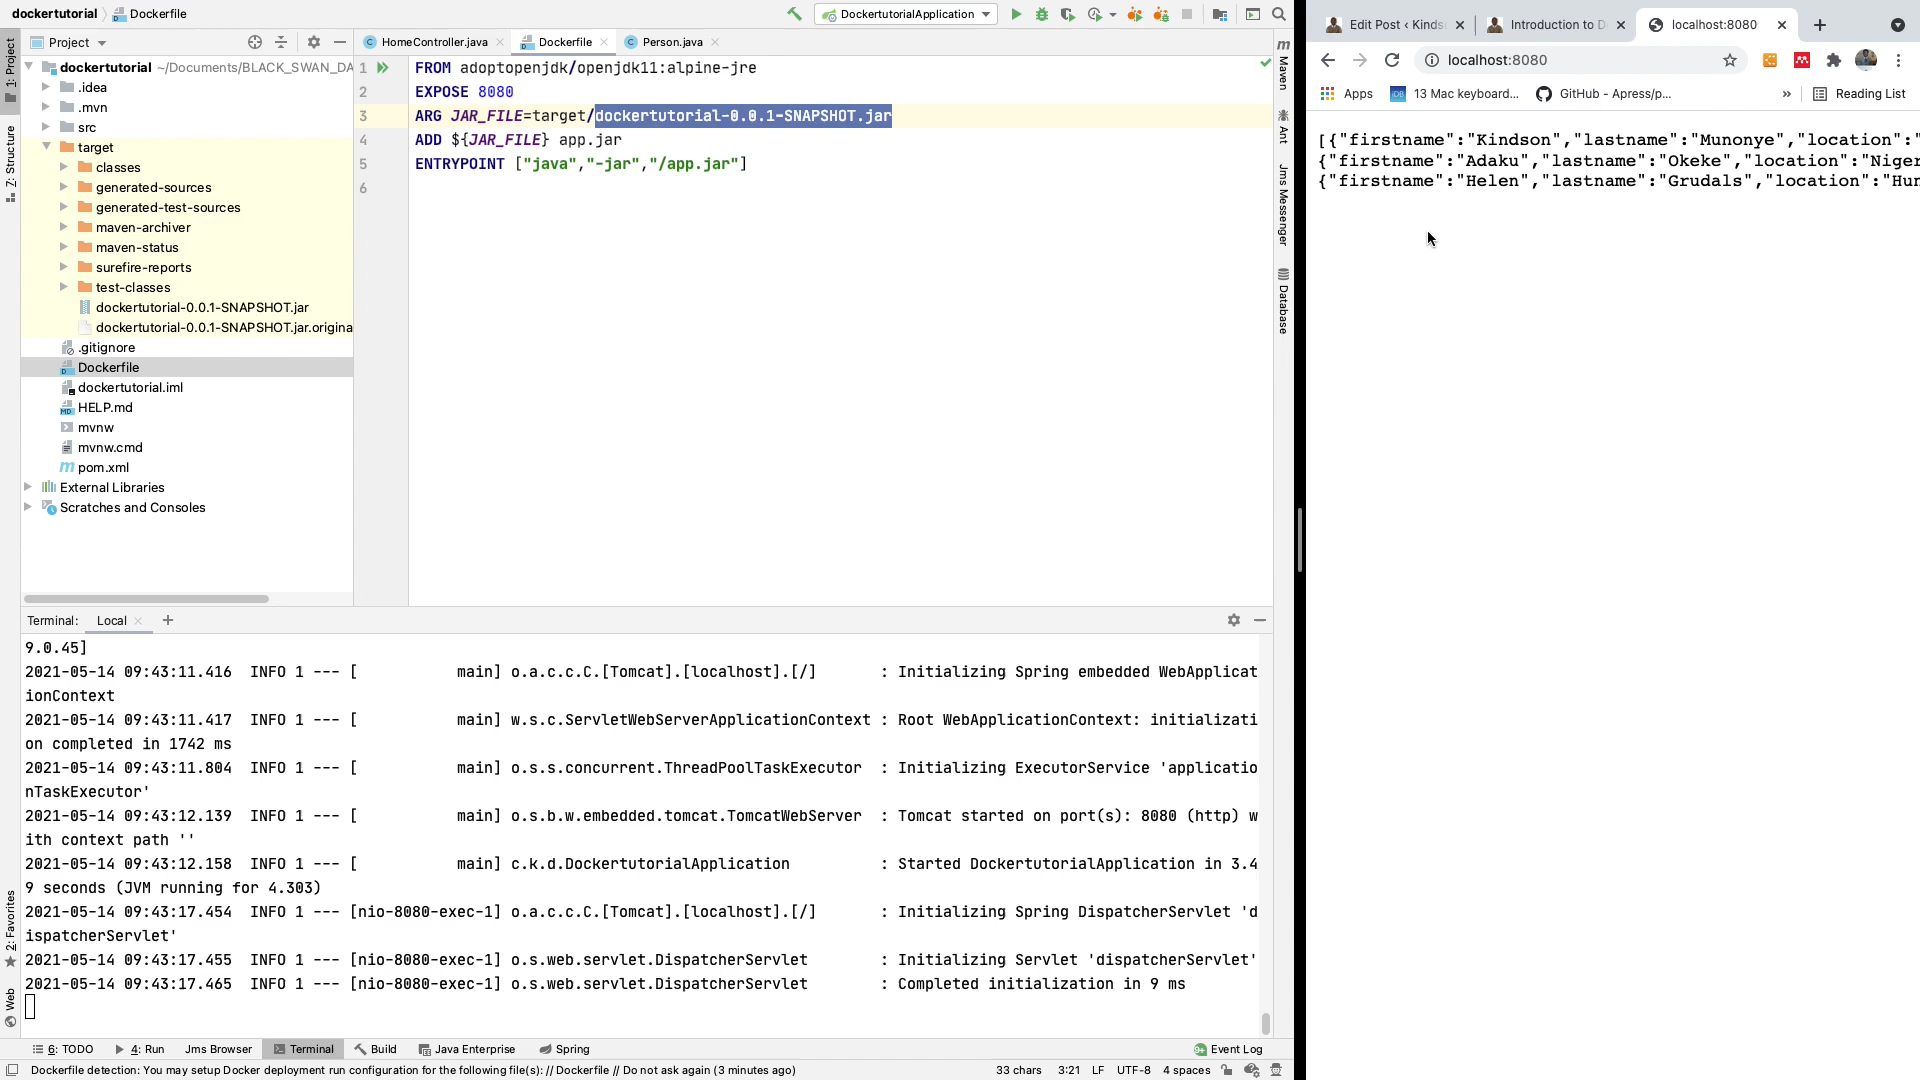 dockertutorial
Dockerfile
DockertutorialApplication
Project
HomeController.java
Dockerfile
Person.java
1: Project
Z: Structure
2: Favorites
Web
dockertutorial ~/Documents/BLACK_SWAN_DA
.idea
.mvn
src
target
classes
generated-sources
generated-test-sources
maven-archiver
maven-status
surefire-reports
test-classes
dockertutorial-0.0.1-SNAPSHOT.jar
dockertutorial-0.0.1-SNAPSHOT.jar.origina
.gitignore
Dockerfile
dockertutorial.iml
HELP.md
mvnw
mvnw.cmd
pom.xml
External Libraries
Scratches and Consoles
1 FROM adoptopenjdk/openjdk11:alpine-jre
2 EXPOSE 8080
3 ARG JAR_FILE=target/dockertutorial-0.0.1-SNAPSHOT.jar
4 ADD ${JAR_FILE} app.jar
5 ENTRYPOINT ["java","-jar","/app.jar"]
6
Maven
Ant
Jms Messenger
Database
Terminal: Local
9.0.45]
2021-05-14 09:43:11.416  INFO 1 --- [           main] o.a.c.c.C.[Tomcat].[localhost].[/]       : Initializing Spring embedded WebApplicat
ionContext
2021-05-14 09:43:11.417  INFO 1 --- [           main] w.s.c.ServletWebServerApplicationContext : Root WebApplicationContext: initializati
on completed in 1742 ms
2021-05-14 09:43:11.804  INFO 1 --- [           main] o.s.s.concurrent.ThreadPoolTaskExecutor  : Initializing ExecutorService 'applicatio
nTaskExecutor'
2021-05-14 09:43:12.139  INFO 1 --- [           main] o.s.b.w.embedded.tomcat.TomcatWebServer  : Tomcat started on port(s): 8080 (http) w
ith context path ''
2021-05-14 09:43:12.158  INFO 1 --- [           main] c.k.d.DockertutorialApplication          : Started DockertutorialApplication in 3.4
9 seconds (JVM running for 4.303)
2021-05-14 09:43:17.454  INFO 1 --- [nio-8080-exec-1] o.a.c.c.C.[Tomcat].[localhost].[/]       : Initializing Spring DispatcherServlet 'd
ispatcherServlet'
2021-05-14 09:43:17.455  INFO 1 --- [nio-8080-exec-1] o.s.web.servlet.DispatcherServlet        : Initializing Servlet 'dispatcherServlet'
2021-05-14 09:43:17.465  INFO 1 --- [nio-8080-exec-1] o.s.web.servlet.DispatcherServlet        : Completed initialization in 9 ms
6: TODO
4: Run
Jms Browser
Terminal
Build
Java Enterprise
Spring
Event Log
Dockerfile detection: You may setup Docker deployment run configuration for the following file(s): // Dockerfile // Do not ask again (3 minutes ago)
33 chars 3:21 LF UTF-8 4 spaces
Edit Post ‹ Kinds
Introduction to D
localhost:8080
localhost:8080
Apps
13 Mac keyboard...
GitHub - Apress/p...
»
Reading List
[{"firstname":"Kindson","lastname":"Munonye","location":"
{"firstname":"Adaku","lastname":"Okeke","location":"Niger
{"firstname":"Helen","lastname":"Grudals","location":"Hun